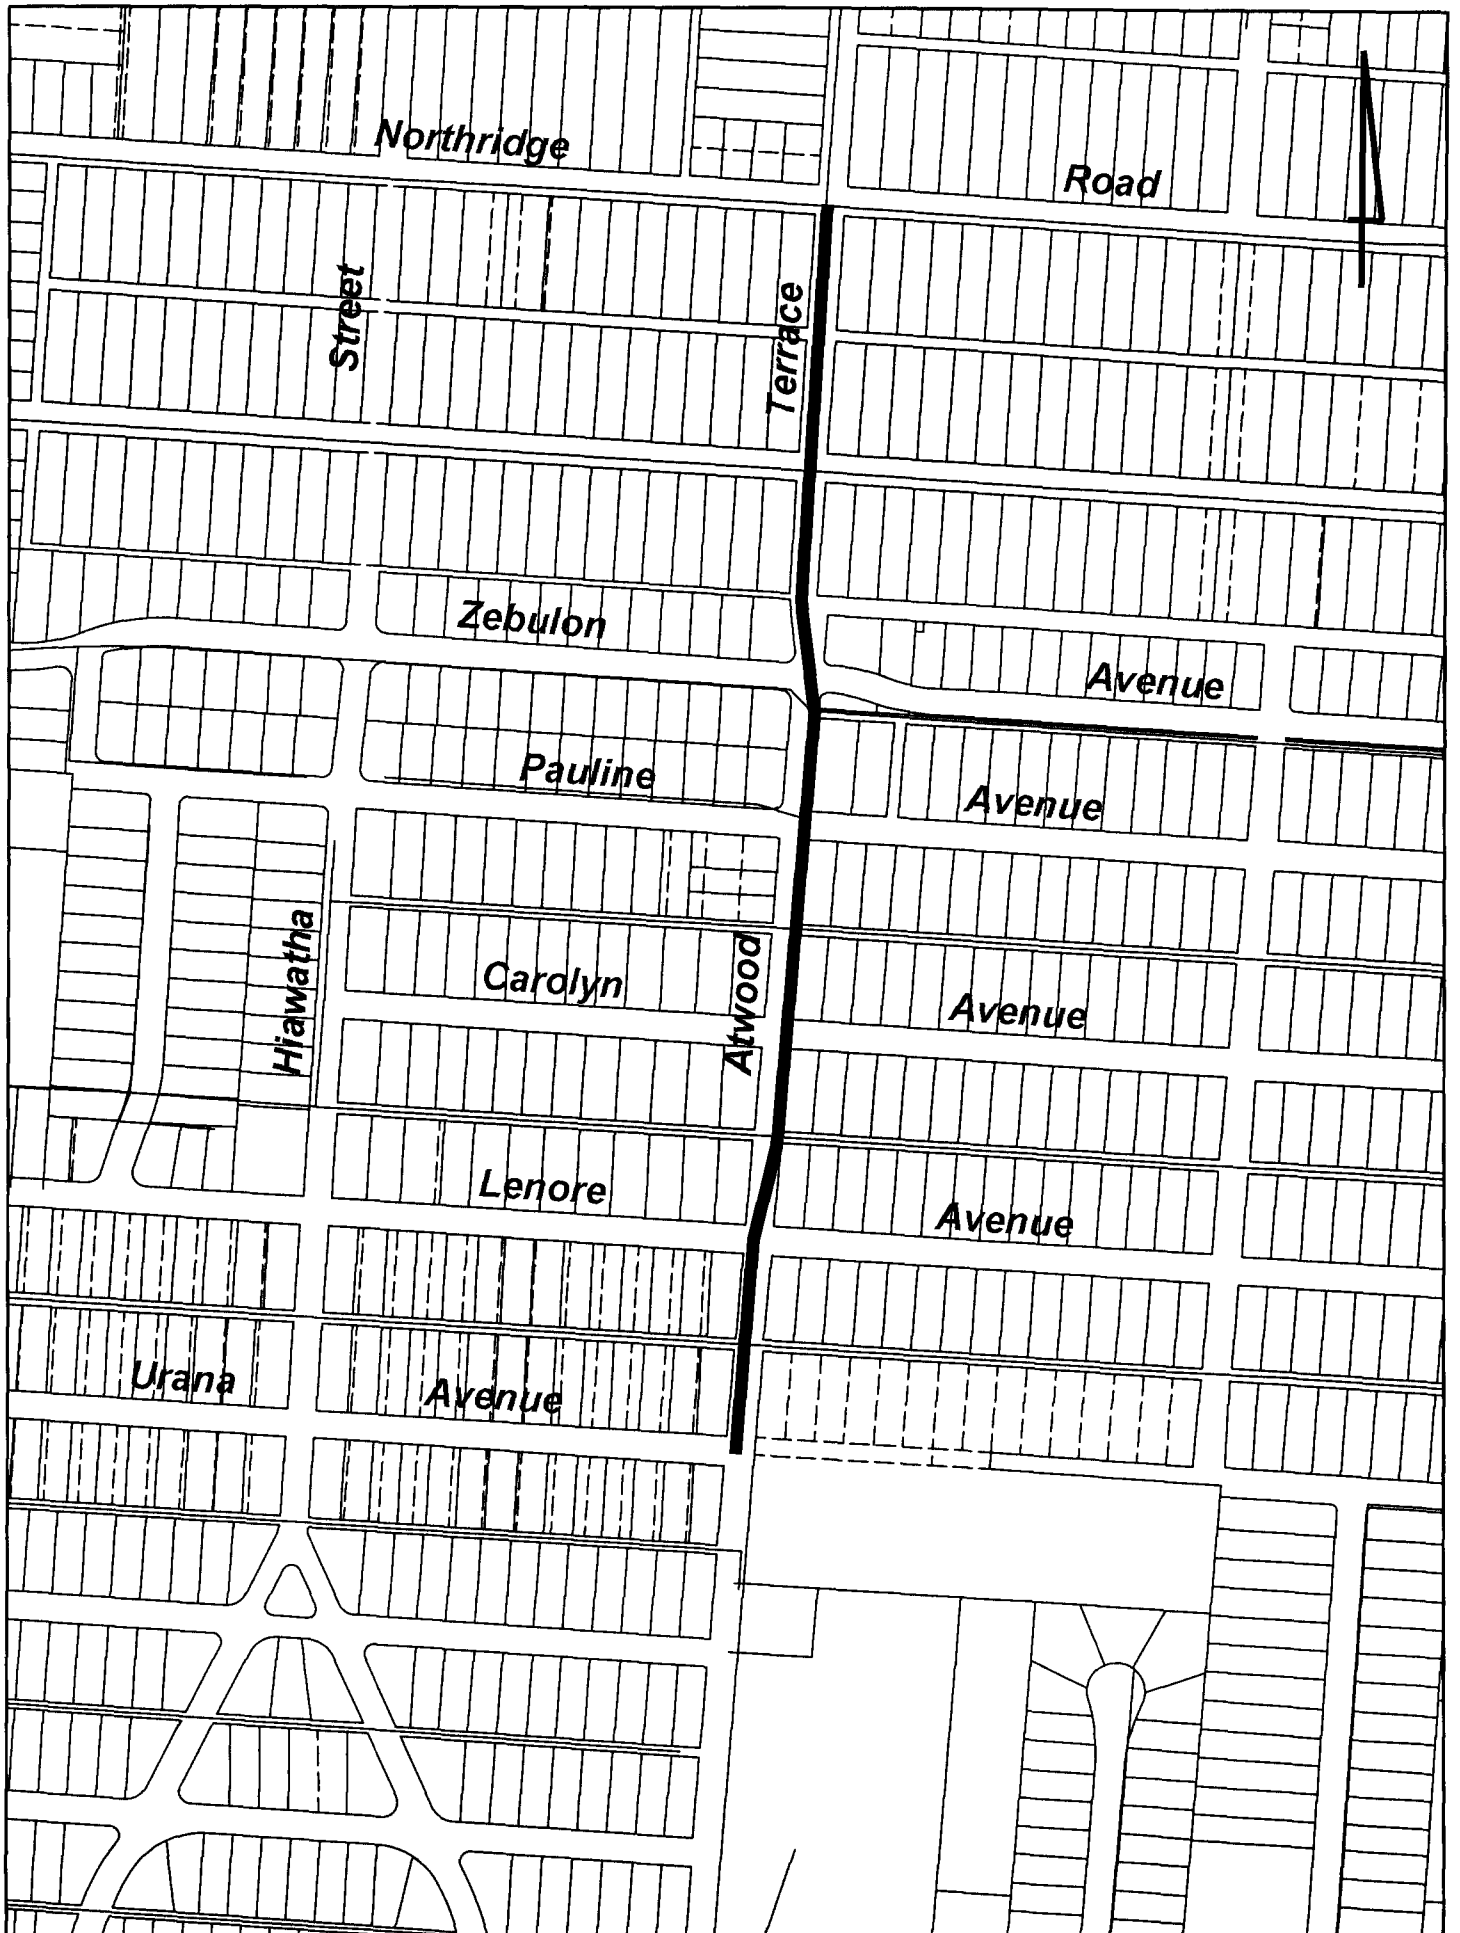 Northridge
Road
Street
Terrace
Zebulon
Avenue
Pauline
Avenue
Hiawatha
Carolyn
Atwood
Avenue
Lenore
Avenue
Urana
Avenue